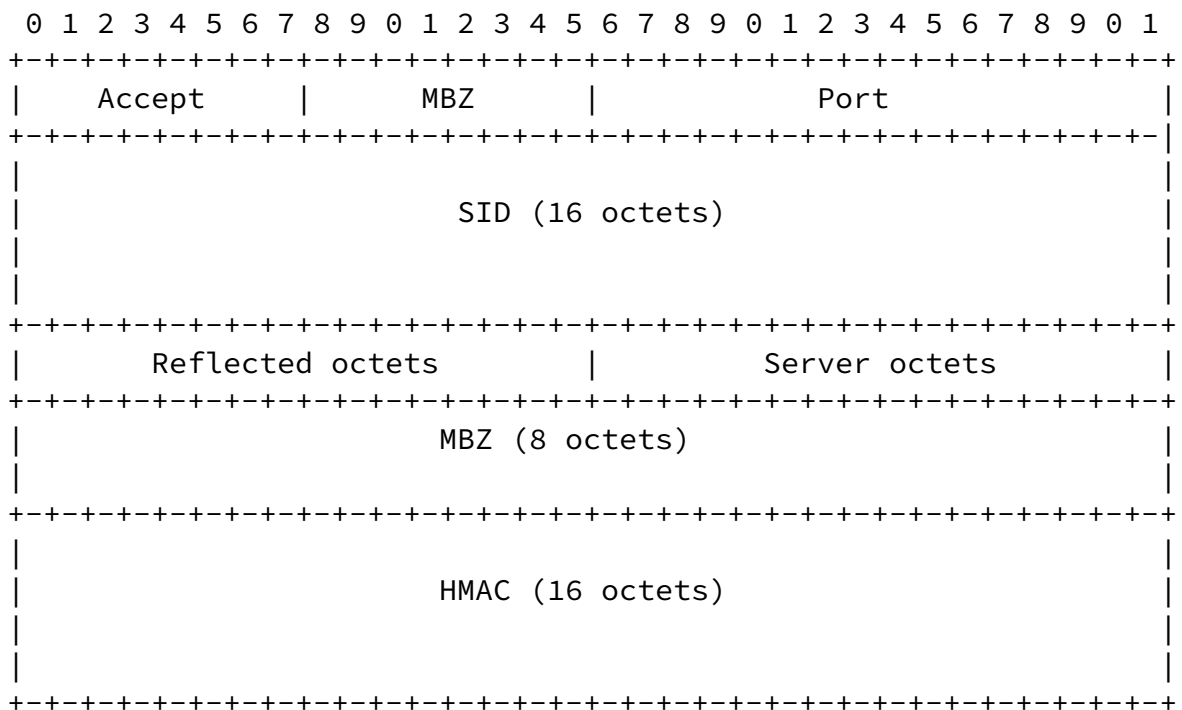 0 1 2 3 4 5 6 7 8 9 0 1 2 3 4 5 6 7 8 9 0 1 2 3 4 5 6 7 8 9 0 1
+-+-+-+-+-+-+-+-+-+-+-+-+-+-+-+-+-+-+-+-+-+-+-+-+-+-+-+-+-+-+-+-+
|    Accept     |      MBZ      |            Port               |
+-+-+-+-+-+-+-+-+-+-+-+-+-+-+-+-+-+-+-+-+-+-+-+-+-+-+-+-+-+-+-+-|
|                                                               |
|                        SID (16 octets)                        |
|                                                               |
|                                                               |
+-+-+-+-+-+-+-+-+-+-+-+-+-+-+-+-+-+-+-+-+-+-+-+-+-+-+-+-+-+-+-+-+
|       Reflected octets        |         Server octets         |
+-+-+-+-+-+-+-+-+-+-+-+-+-+-+-+-+-+-+-+-+-+-+-+-+-+-+-+-+-+-+-+-+
|                       MBZ (8 octets)                          |
|                                                               |
+-+-+-+-+-+-+-+-+-+-+-+-+-+-+-+-+-+-+-+-+-+-+-+-+-+-+-+-+-+-+-+-+
|                                                               |
|                       HMAC (16 octets)                        |
|                                                               |
|                                                               |
+-+-+-+-+-+-+-+-+-+-+-+-+-+-+-+-+-+-+-+-+-+-+-+-+-+-+-+-+-+-+-+-+